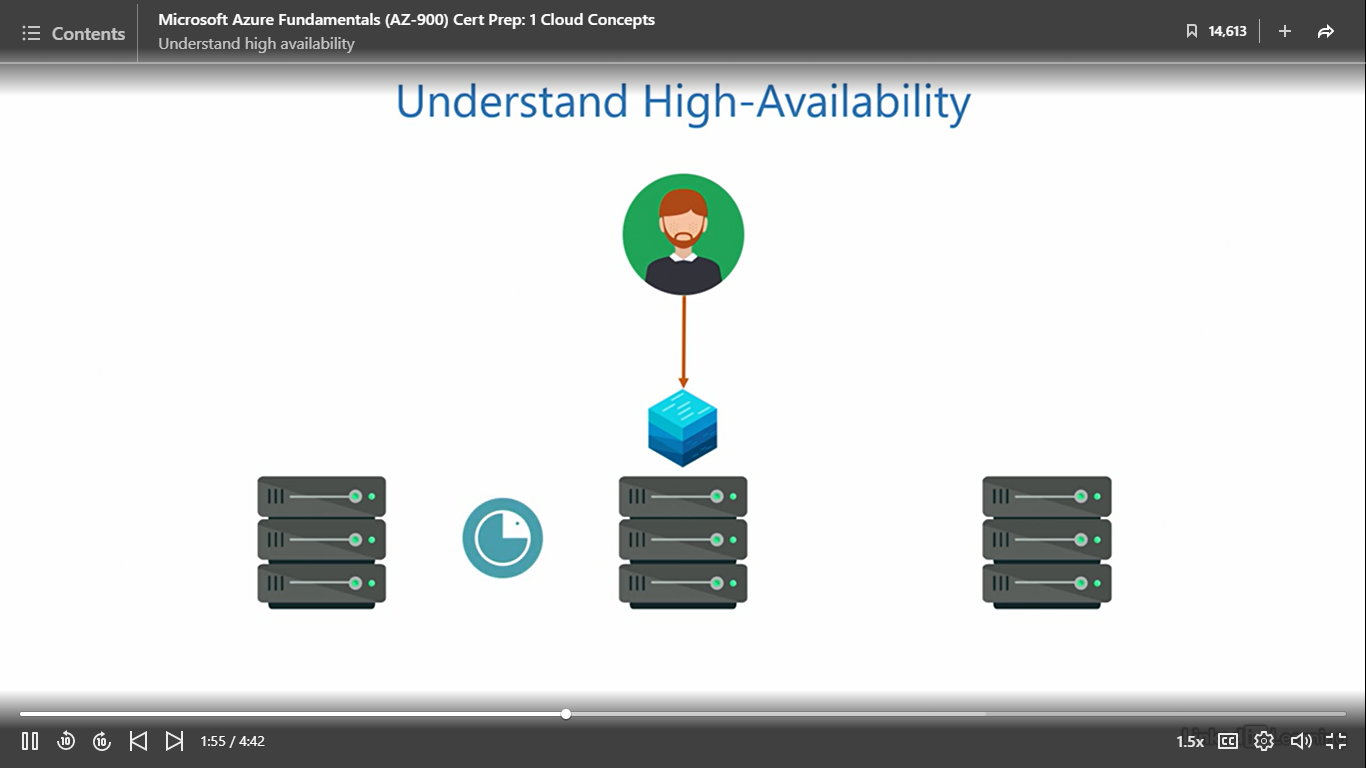 Contents
Microsoft Azure Fundamentals (AZ-900) Cert Prep: 1 Cloud Concepts
Understand high availability
14,613
Understand High-Availability
10
10
1:55 / 4:42
1.5x
CC